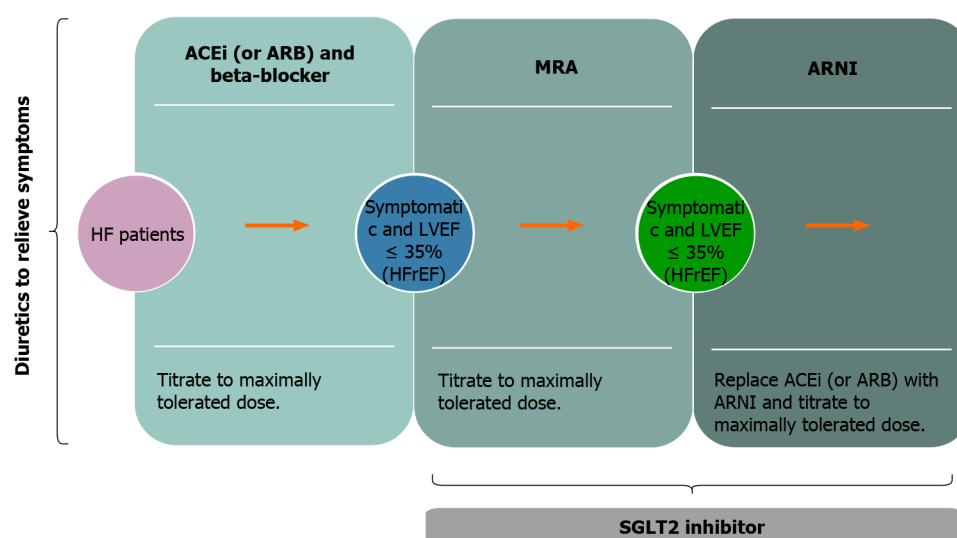 Diuretics to relieve symptoms
ACEi (or ARB) and
beta-blocker
MRA
ARNI
HF patients
Symptomati
c and LVEF
≤ 35%
(HFrEF)
Symptomati
c and LVEF
≤ 35%
(HFrEF)
Titrate to maximally
tolerated dose.
Titrate to maximally
tolerated dose.
Replace ACEi (or ARB) with
ARNI and titrate to
maximally tolerated dose.
SGLT2 inhibitor